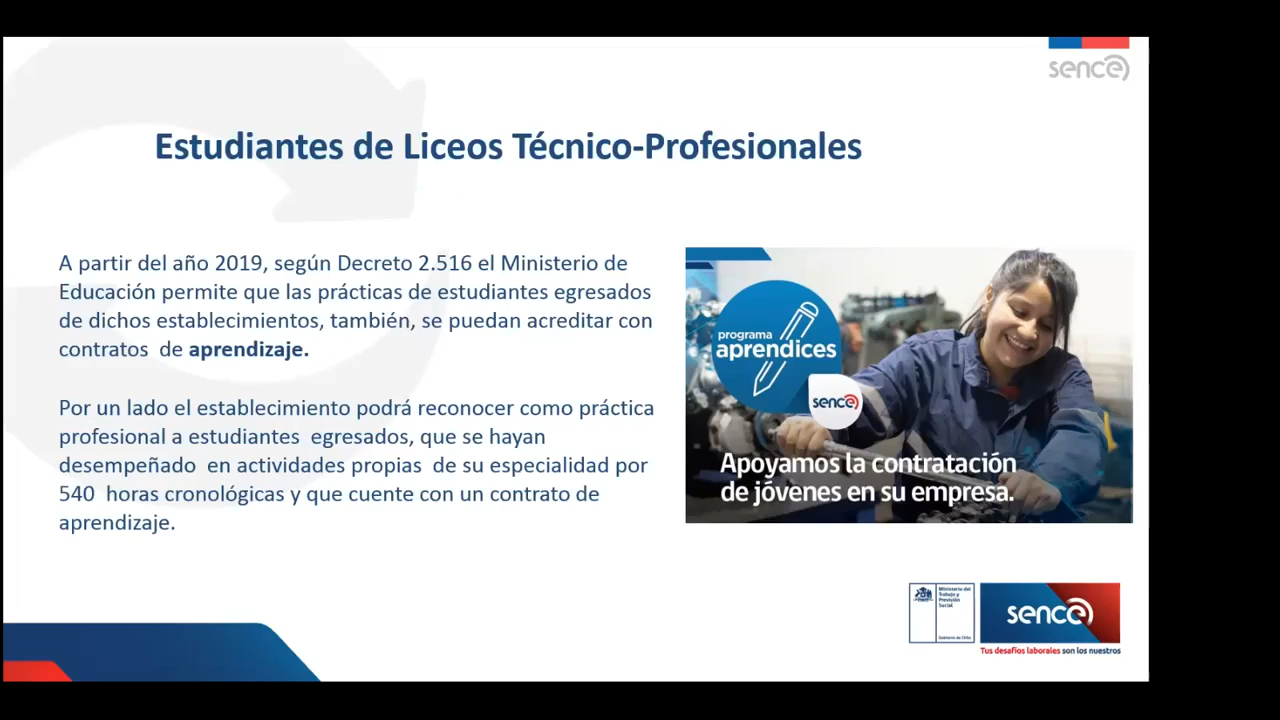 sence
Estudiantes de Liceos Técnico-Profesionales
A partir del año 2019, según Decreto 2.516 el Ministerio de
Educación permite que las prácticas de estudiantes egresados
de dichos establecimientos, también, se puedan acreditar con
contratos de aprendizaje.
Por un lado el establecimiento podrá reconocer como práctica
profesional a estudiantes egresados, que se hayan
desempeñado en actividades propias de su especialidad por
540 horas cronológicas y que cuente con un contrato de
aprendizaje.
programa
aprendices
sence
Apoyamos la contratación
de jóvenes en su empresa.
Ministerio del
Trabajo y
Previsión
Social
Gobierno de Chile
sence
Tus desafíos laborales son los nuestros